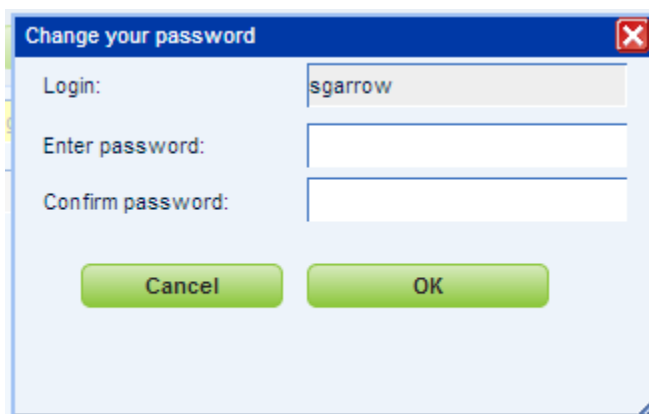 Change your password
Login: sgarrow
Enter password:
Confirm password:
Cancel OK